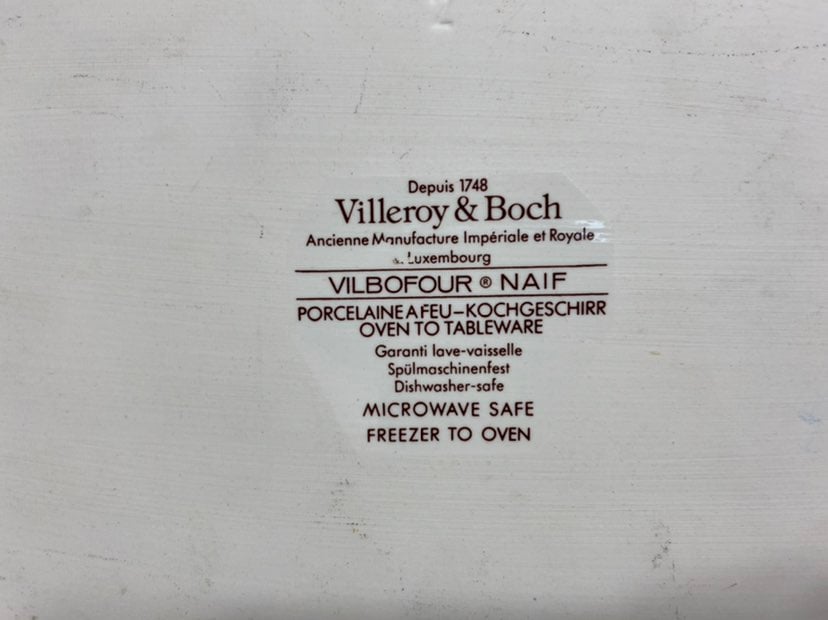 Depuis 1748
Villeroy & Boch
Ancienne Manufacture Impériale et Royale
Luxembourg
VILBOFOUR ® NAIF
PORCELAINE A FEU–KOCHGESCHIRR
OVEN TO TABLEWARE
Garanti lave-vaisselle
Spülmaschinenfest
Dishwasher-safe
MICROWAVE SAFE
FREEZER TO OVEN